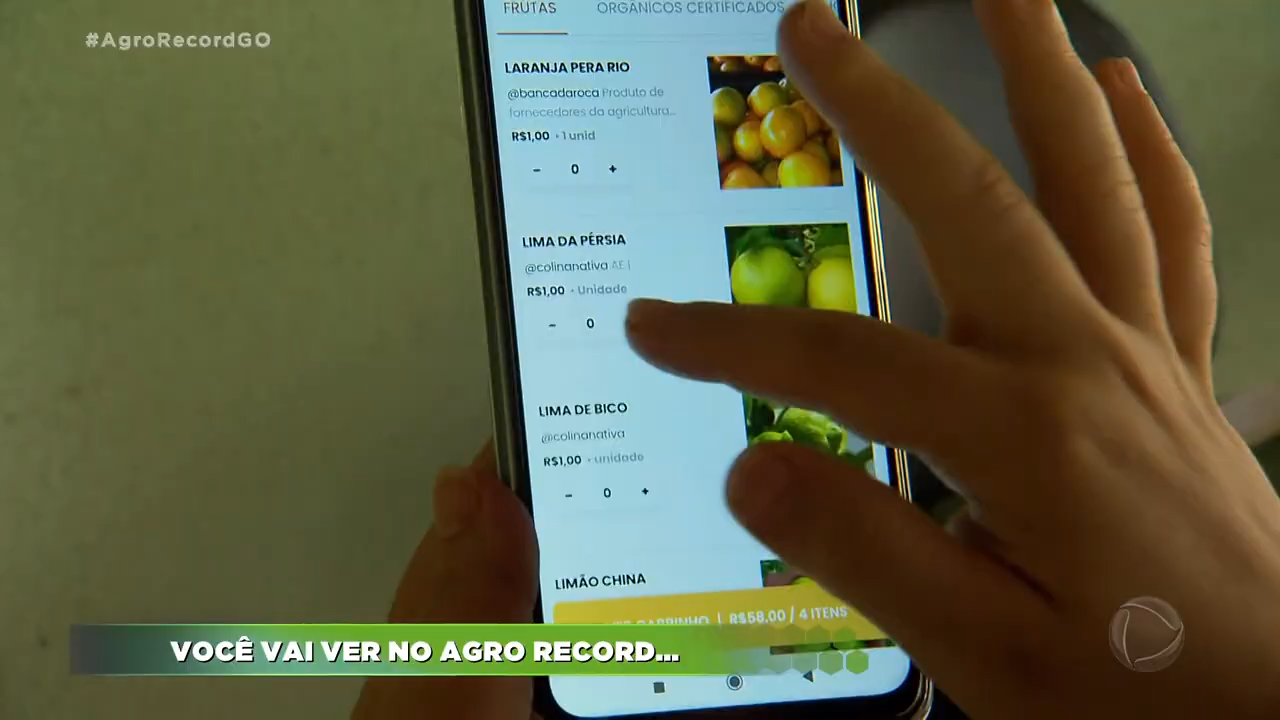 #AgroRecordGO
FRUTAS ORGÂNICOS CERTIFICADOS
LARANJA PERA RIO
@bancadaroca Produto de
fornecedores da agricultura...
R$1,00 • 1 unid
- 0 +
LIMA DA PÉRSIA
@colinanativa AE |
R$1,00 • Unidade
- 0
LIMA DE BICO
@colinanativa
R$1,00 • unidade
- 0 +
LIMÃO CHINA
CARRINHO | R$58,00 / 4 ITENS
VOCÊ VAI VER NO AGRO RECORD...